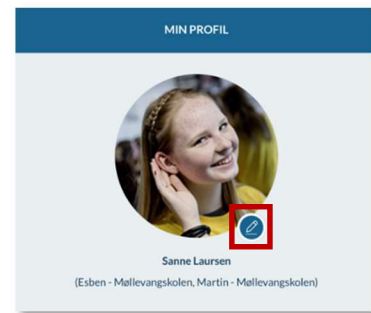 MIN PROFIL
Sanne Laursen
(Esben - Møllevangskolen, Martin - Møllevangskolen)